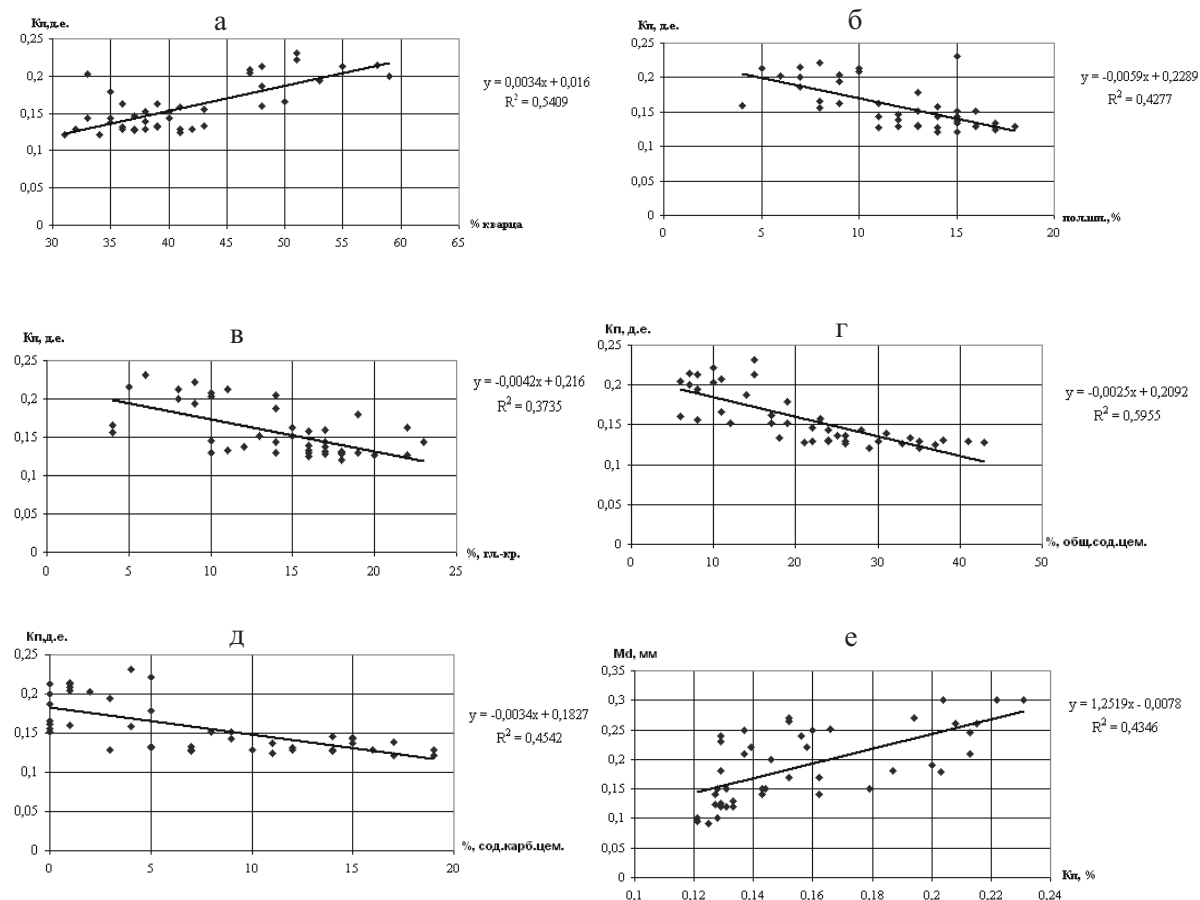 а
Кп,д.е.
0,25
0,2
0,15
0,1
0,05
0
30 35 40 45 50 55 60 65
% кварца
y = 0,0034x + 0,016
R² = 0,5409
б
Кп, д.е.
0,25
0,2
0,15
0,1
0,05
0
0 5 10 15 20
пол.шп.,%
y = -0,0059x + 0,2289
R² = 0,4277
в
Кп, д.е.
0,25
0,2
0,15
0,1
0,05
0
0 5 10 15 20 25
%, гл.-кр.
y = -0,0042x + 0,216
R² = 0,3735
г
Кп, д.е.
0,25
0,2
0,15
0,1
0,05
0
0 10 20 30 40 50
%, общ.сод.цем.
y = -0,0025x + 0,2092
R² = 0,5955
д
Кп,д.е.
0,25
0,2
0,15
0,1
0,05
0
0 5 10 15 20
%, сод.карб.цем.
y = -0,0034x + 0,1827
R² = 0,4542
е
Md, мм
0,35
0,3
0,25
0,2
0,15
0,1
0,05
0
0,1 0,12 0,14 0,16 0,18 0,2 0,22 0,24
Кп, %
y = 1,2519x - 0,0078
R² = 0,4346